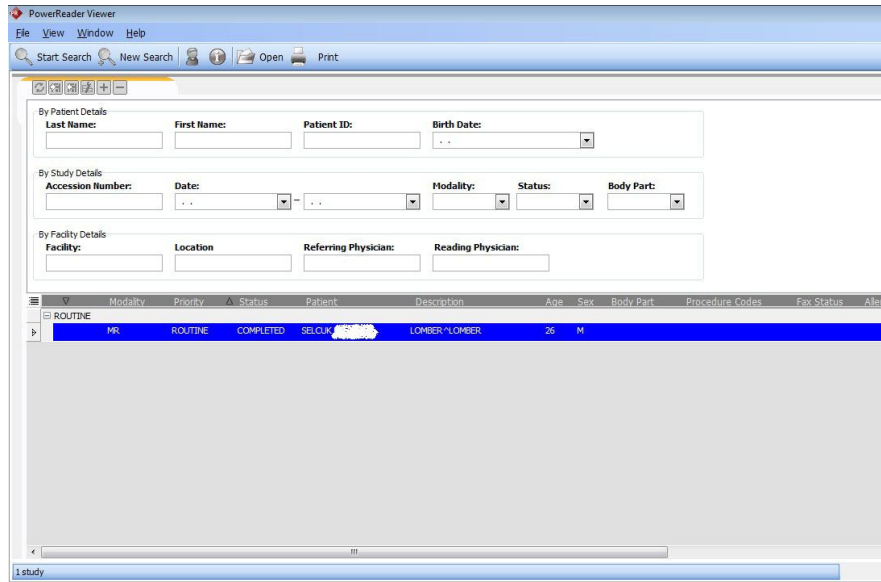 PowerReader Viewer
File View Window Help
Start Search New Search Open Print
By Patient Details
Last Name: First Name: Patient ID: Birth Date:
. .
By Study Details
Accession Number: Date: Modality: Status: Body Part:
. . – . .
By Facility Details
Facility: Location Referring Physician: Reading Physician:
Modality Priority Status Patient Description Age Sex Body Part Procedure Codes Fax Status
ROUTINE
MR ROUTINE COMPLETED SELCUK LOMBER^LOMBER 26 M
1 study